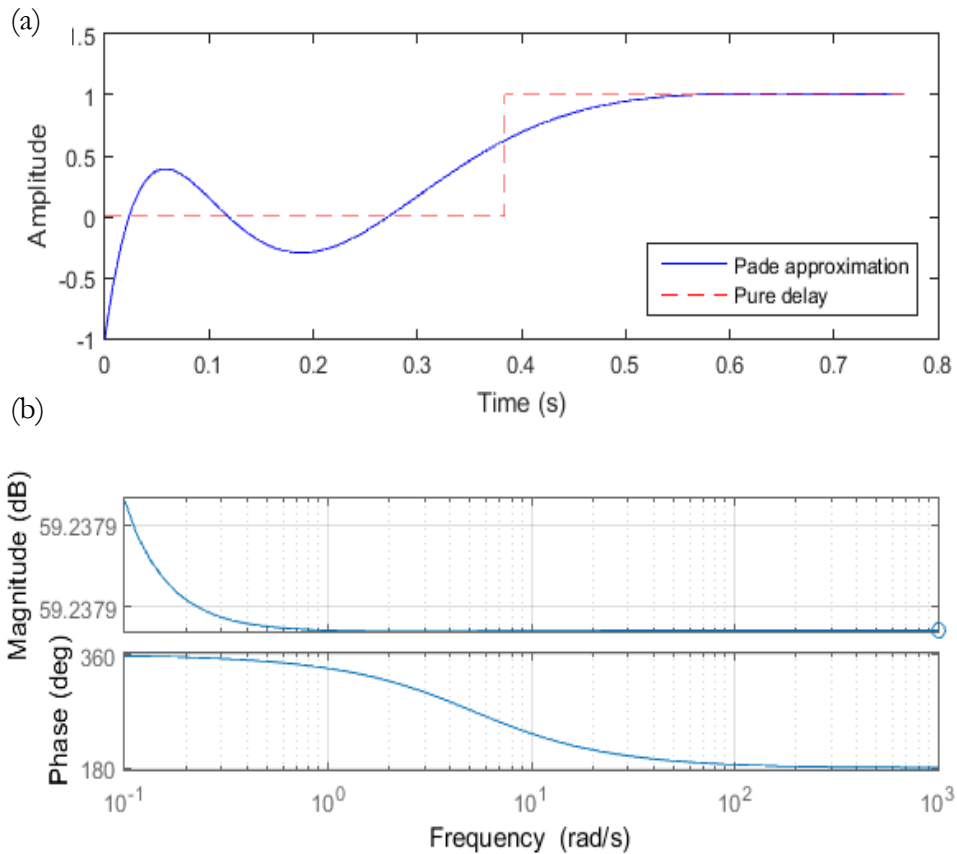 (a)
1.5
1
0.5
0
-0.5
-1
Amplitude
0 0.1 0.2 0.3 0.4 0.5 0.6 0.7 0.8
Time (s)
Pade approximation
Pure delay
(b)
Magnitude (dB)
59.2379
59.2379
Phase (deg)
360
180
10^-1 10^0 10^1 10^2 10^3
Frequency (rad/s)